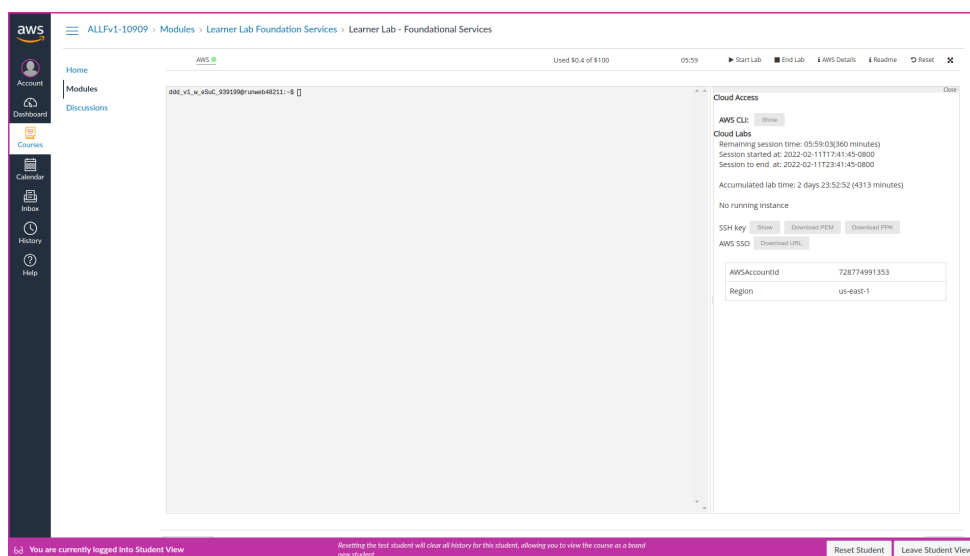 aws
ALLFv1-10909 › Modules › Learner Lab Foundation Services › Learner Lab - Foundational Services
Account
Dashboard
Courses
Calendar
Inbox
History
Help
Home
Modules
Discussions
AWS
Used $0.4 of $100
05:59
Start Lab
End Lab
AWS Details
Readme
Reset
ddd_v1_w_eSuC_939199@runweb48211:~$
Close
Cloud Access
AWS CLI: Show
Cloud Labs
Remaining session time: 05:59:03(360 minutes)
Session started at: 2022-02-11T17:41:45-0800
Session to end at: 2022-02-11T23:41:45-0800
Accumulated lab time: 2 days 23:52:52 (4313 minutes)
No running instance
SSH key Show Download PEM Download PPK
AWS SSO Download URL
AWSAccountId 728774991353
Region us-east-1
You are currently logged into Student View
Resetting the test student will clear all history for this student, allowing you to view the course as a brand
new student.
Reset Student
Leave Student View